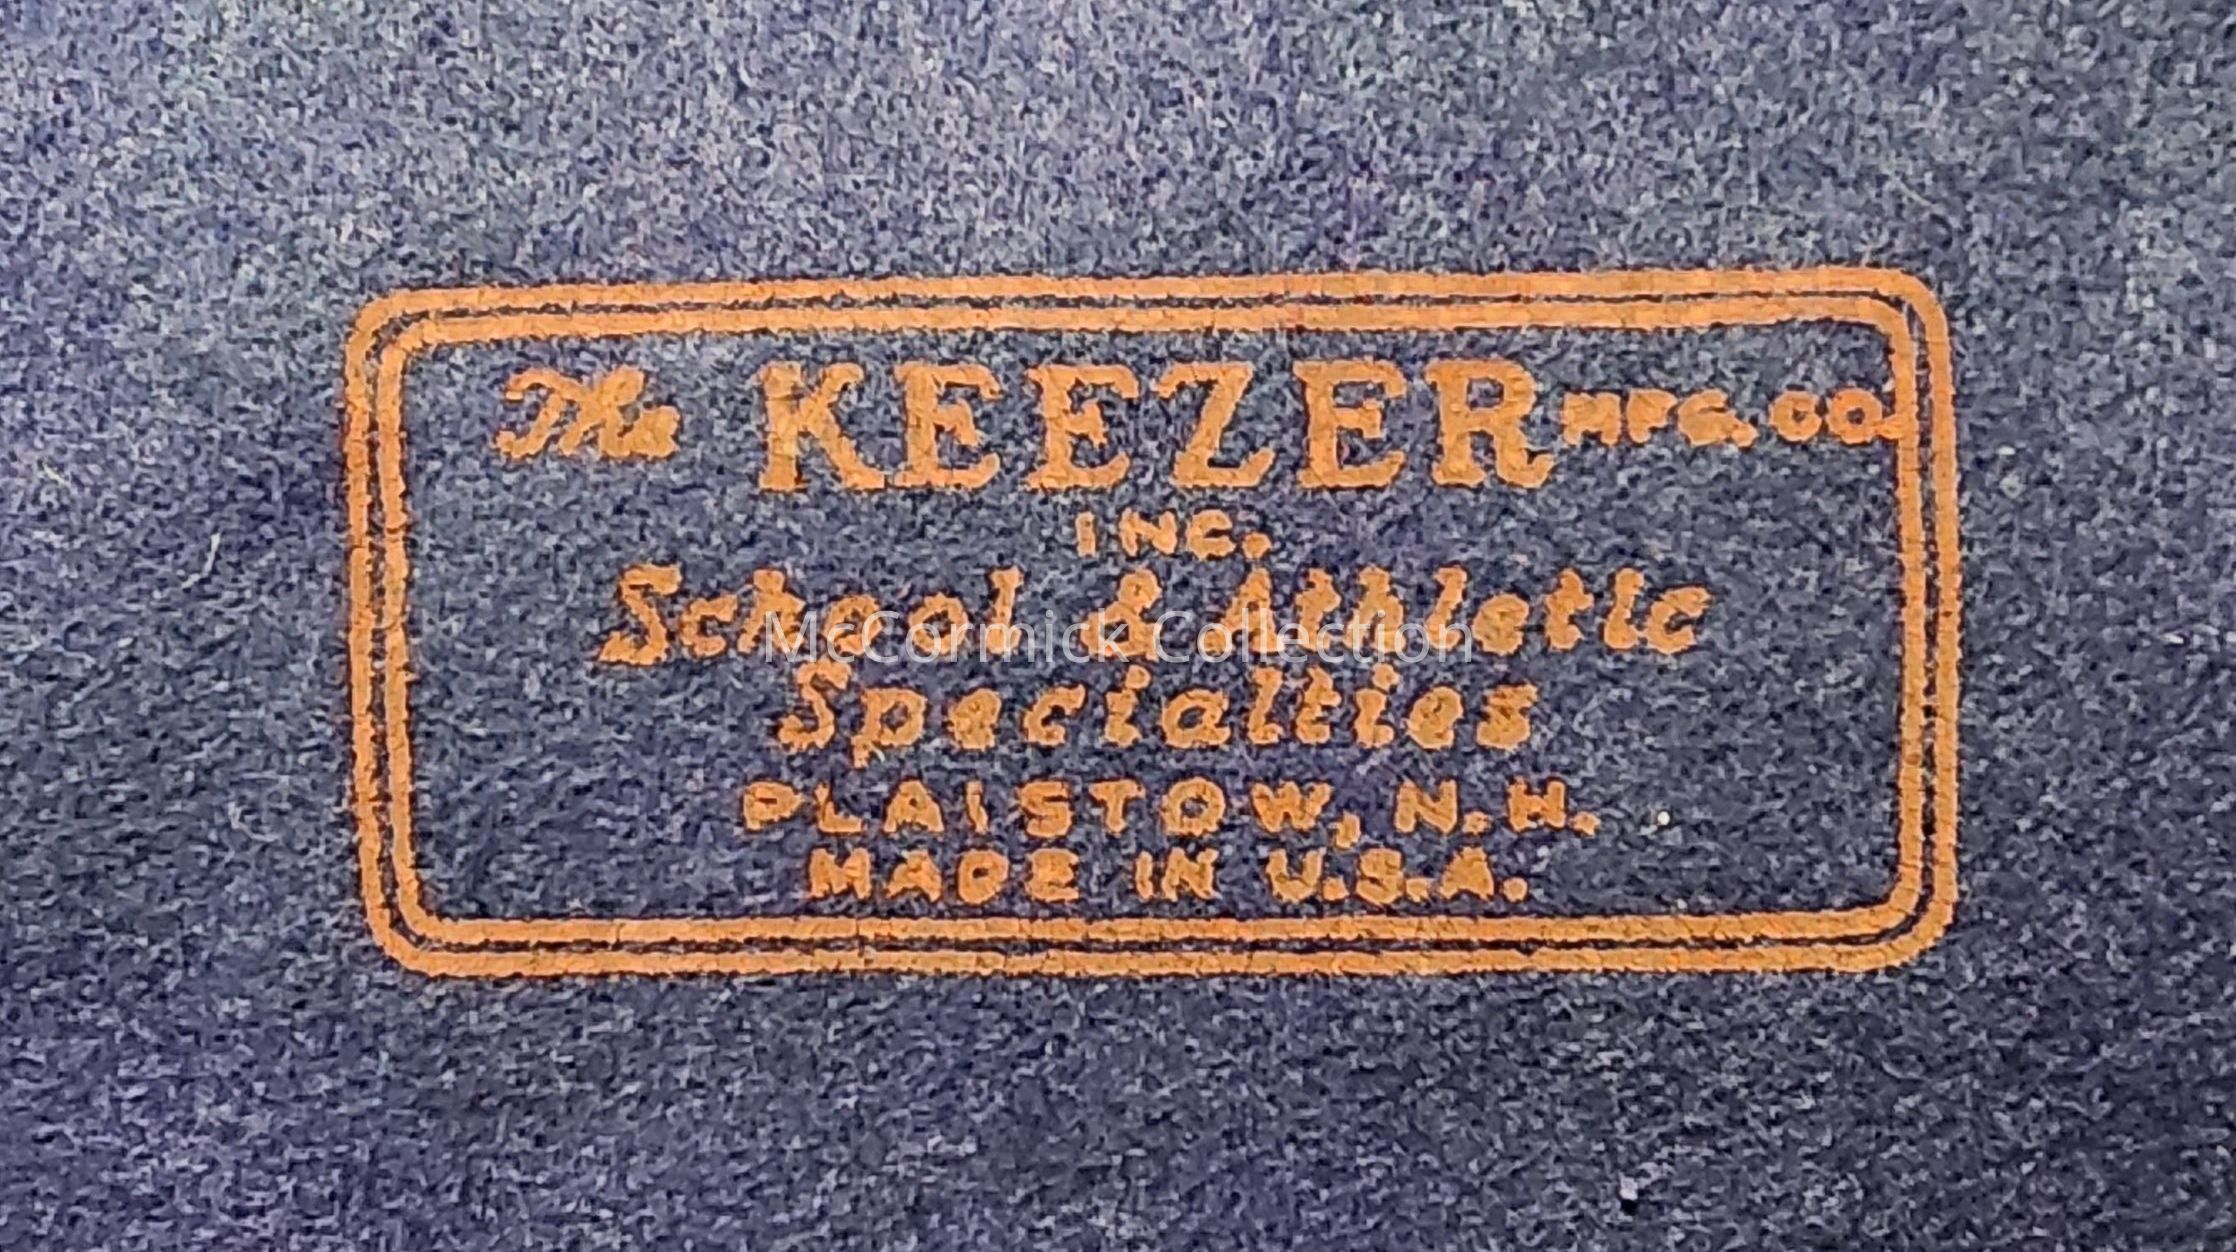 The KEEZER MFG. CO.
INC.
School & Athletic
McCormick Collection
Specialties
PLAISTOW, N.H.
MADE IN U.S.A.